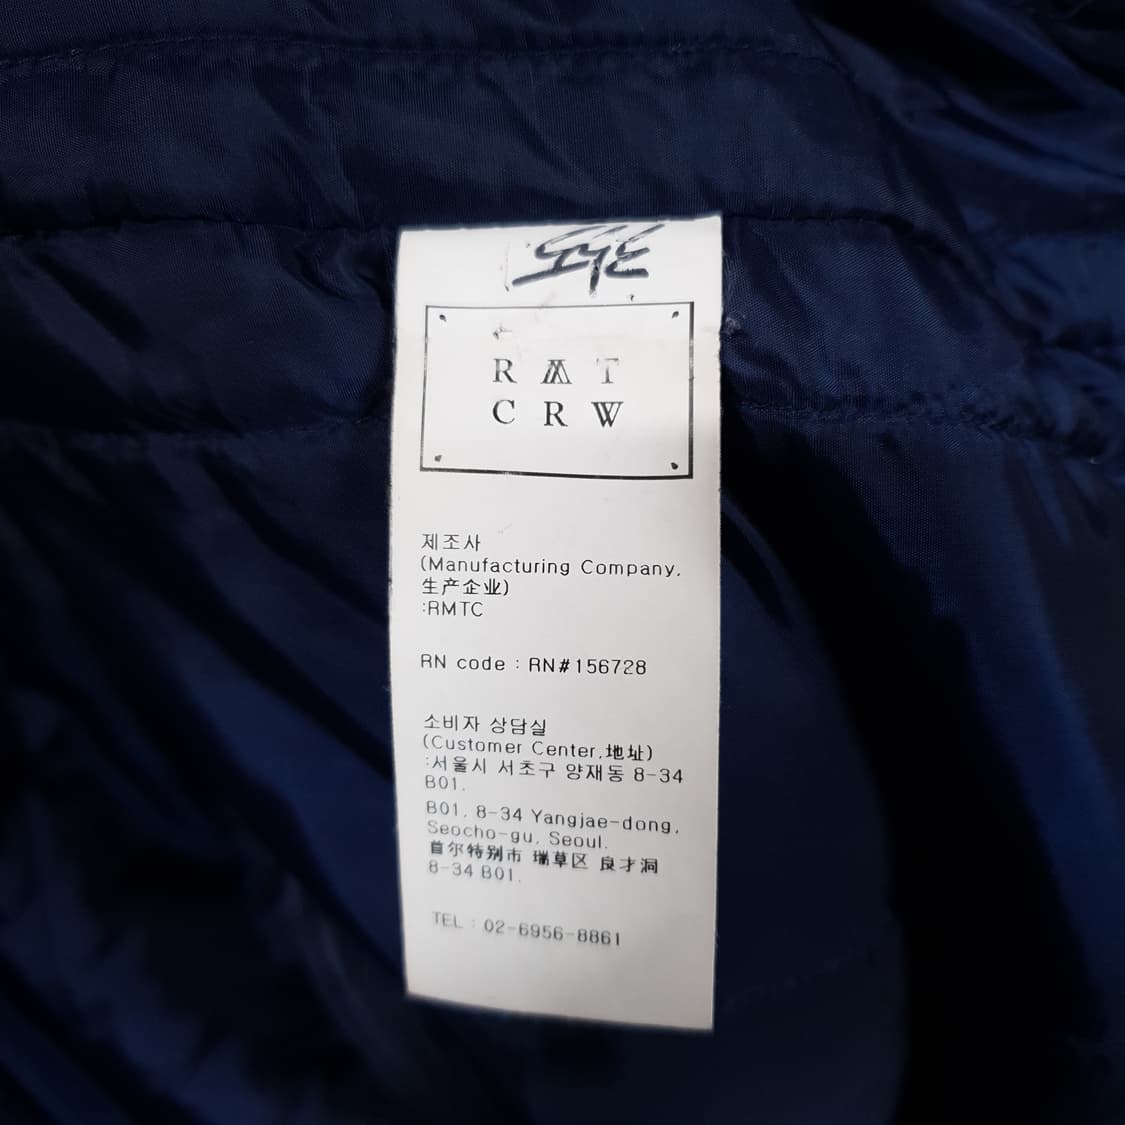 R M T
C R W
제조사
(Manufacturing Company,
生产企业)
:RMTC
RN code : RN#156728
소비자 상담실
(Customer Center,地址)
:서울시 서초구 양재동 8-34
B01.
B01, 8-34 Yangjae-dong,
Seocho-gu, Seoul.
首尔特别市 瑞草区 良才洞
8-34 B01.
TEL : 02-6956-8861